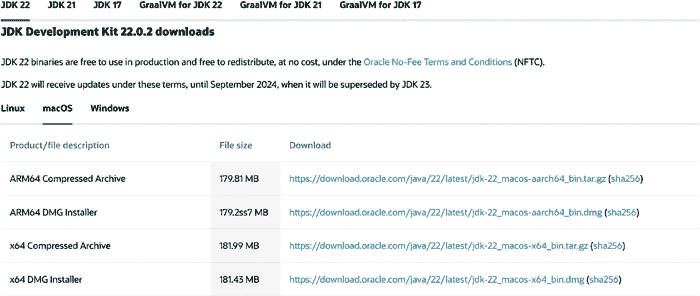 JDK 22 JDK 21 JDK 17 GraalVM for JDK 22 GraalVM for JDK 21 GraalVM for JDK 17
JDK Development Kit 22.0.2 downloads
JDK 22 binaries are free to use in production and free to redistribute, at no cost, under the Oracle No-Fee Terms and Conditions (NFTC).
JDK 22 will receive updates under these terms, until September 2024, when it will be superseded by JDK 23.
Linux macOS Windows
Product/file description File size Download
ARM64 Compressed Archive 179.81 MB https://download.oracle.com/java/22/latest/jdk-22_macos-aarch64_bin.tar.gz (sha256)
ARM64 DMG Installer 179.2ss7 MB https://download.oracle.com/java/22/latest/jdk-22_macos-aarch64_bin.dmg (sha256)
x64 Compressed Archive 181.99 MB https://download.oracle.com/java/22/latest/jdk-22_macos-x64_bin.tar.gz (sha256)
x64 DMG Installer 181.43 MB https://download.oracle.com/java/22/latest/jdk-22_macos-x64_bin.dmg (sha256)